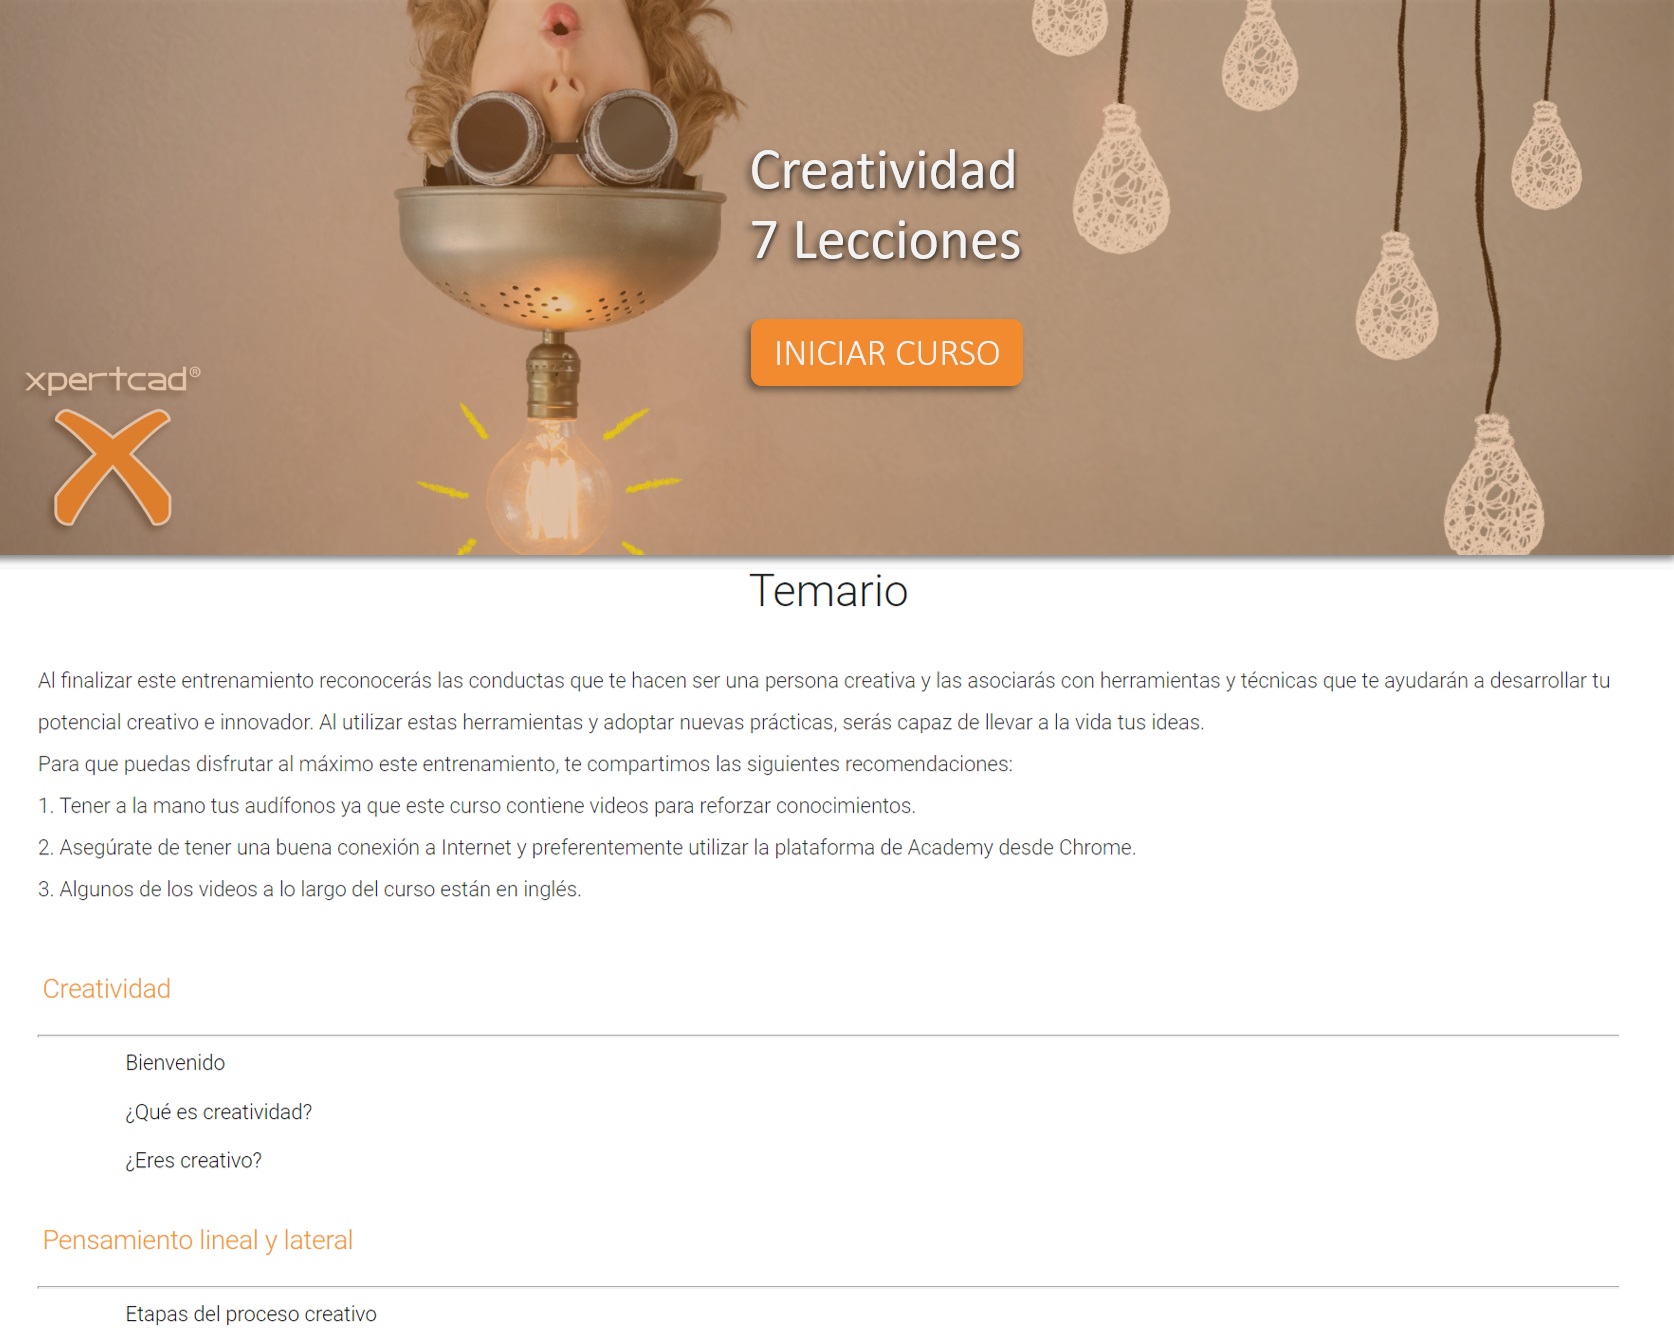 Creatividad
7 Lecciones
INICIAR CURSO
xpertcad®
Temario
Al finalizar este entrenamiento reconocerás las conductas que te hacen ser una persona creativa y las asociarás con herramientas y técnicas que te ayudarán a desarrollar tu
potencial creativo e innovador. Al utilizar estas herramientas y adoptar nuevas prácticas, serás capaz de llevar a la vida tus ideas.
Para que puedas disfrutar al máximo este entrenamiento, te compartimos las siguientes recomendaciones:
1. Tener a la mano tus audífonos ya que este curso contiene videos para reforzar conocimientos.
2. Asegúrate de tener una buena conexión a Internet y preferentemente utilizar la plataforma de Academy desde Chrome.
3. Algunos de los videos a lo largo del curso están en inglés.
Creatividad
Bienvenido
¿Qué es creatividad?
¿Eres creativo?
Pensamiento lineal y lateral
Etapas del proceso creativo